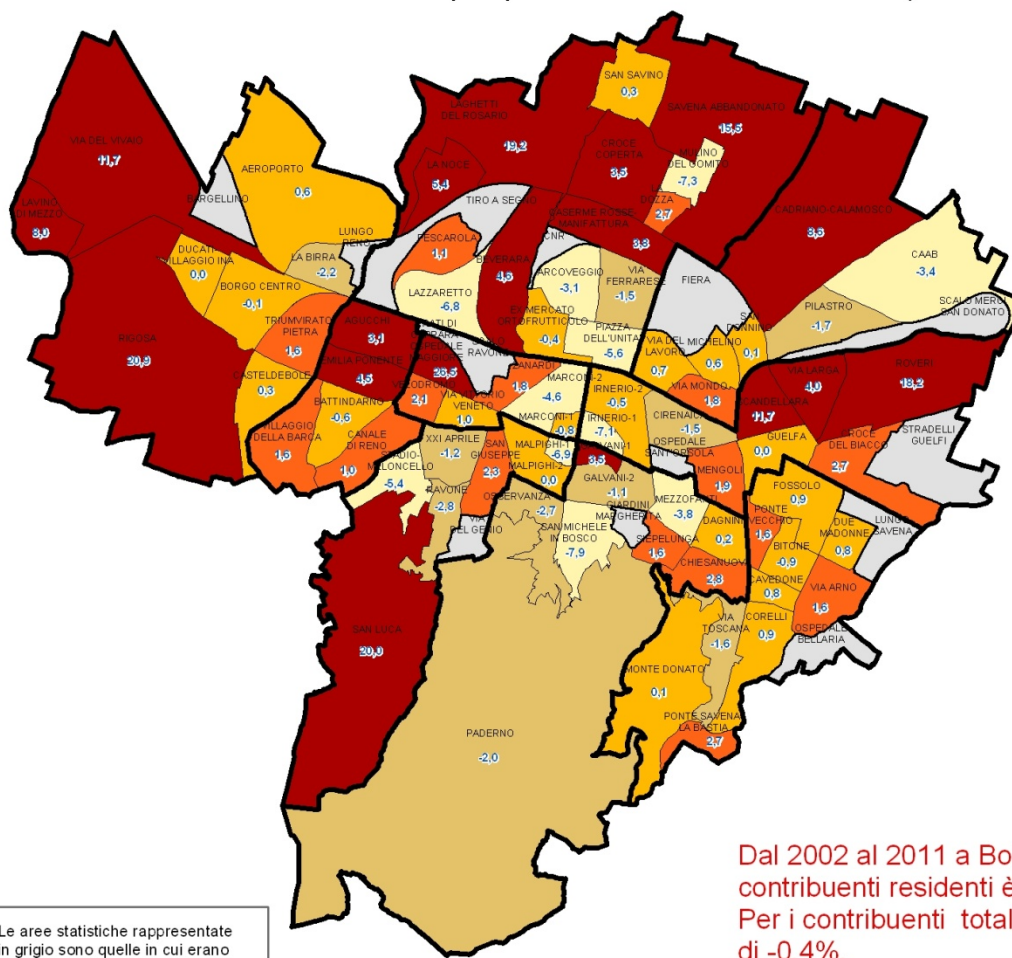 SAN SAVINO
0,3
SAVENA ABBANDONATO
15,5
LAGHETTI
DEL ROSARIO
19,2
VIA DEL VIVAIO
11,7
CROCE
COPERTA
3,5
MULINO
DEL GOMITO
-7,3
AEROPORTO
0,6
LA NOCE
5,4
LA
DOZZA
2,7
BARGELLINO
TIRO A SEGNO
LAVINO
DI MEZZO
CASERME ROSSE
MANIFATTURA
3,3
CADRIANO-CALAMOSCO
LUNGO
RENO
PESCAROLA
1,1
CNR
CAAB
-3,4
DUCATI-
VILLAGGIO INA
0,0
LA BIRRA
-2,2
BEVERARA
4,5
ARCOVEGGIO
-3,1
VIA
FERRARESE
-1,5
FIERA
BORGO CENTRO
-0,1
LAZZARETTO
-6,8
SCALO MERCI
SAN DONATO
PILASTRO
-1,7
TRIUMVIRATO
PIETRA
1,6
AGUCCHI
3,1
EX MERCATO
ORTOFRUTTICOLO
-0,4
PIAZZA
DELL'UNITA'
-5,6
SAN
DONNINO
0,1
RIGOSA
20,9
OSPEDALE
MAGGIORE
26,5
RAVONE
VIA DEL
LAVORO
0,7
MICHELINO
0,6
VIA LARGA
4,0
ROVERI
18,2
EMILIA PONENTE
4,5
CASTELDEBOLE
0,3
ZANARDI
1,8
MARCONI-2
-4,6
VIA MONDO
1,8
VELODROMO
2,1
IRNERIO-2
-0,5
SCANDELLARA
11,7
BATTINDARNO
-0,6
VIA VITTORIO
VENETO
1,0
MARCONI-1
-0,8
IRNERIO-1
-7,1
CIRENAICA
-1,5
STRADELLI
GUELFI
VILLAGGIO
DELLA BARCA
1,6
CANALE
DI RENO
1,0
XXI APRILE
-1,2
SAN
GIUSEPPE
2,3
MALPIGHI-1
-6,9
GALVANI-1
3,5
OSPEDALE
SANT'ORSOLA
GUELFA
0,0
CROCE
DEL BIACCO
2,7
STADIO-
MELONCELLO
-5,4
MALPIGHI-2
0,0
GALVANI-2
-1,1
MENGOLI
1,9
FOSSOLO
0,9
RAVONE
-2,8
OSSERVANZA
-2,7
GIARDINI
MARGHERITA
MEZZOFANTI
-3,8
PONTE
VECCHIO
1,6
DUE
MADONNE
0,8
LUNGO
SAVENA
VIA
DEL GENIO
SAN MICHELE
IN BOSCO
-7,9
SIEPELUNGA
1,6
DAGNINI
0,2
BITONE
-0,9
CHIESANUOVA
2,8
CAVEDONE
0,8
VIA ARNO
1,6
SAN LUCA
20,0
VIA
TOSCANA
-1,6
CORELLI
0,9
OSPEDALE
BELLARIA
MONTE DONATO
0,1
PONTE SAVENA
LA BASTIA
2,7
PADERNO
-2,0
Dal 2002 al 2011 a Bo
contribuenti residenti è
Per i contribuenti total
di -0,4%
Le aree statistiche rappresentate
in grigio sono quelle in cui erano